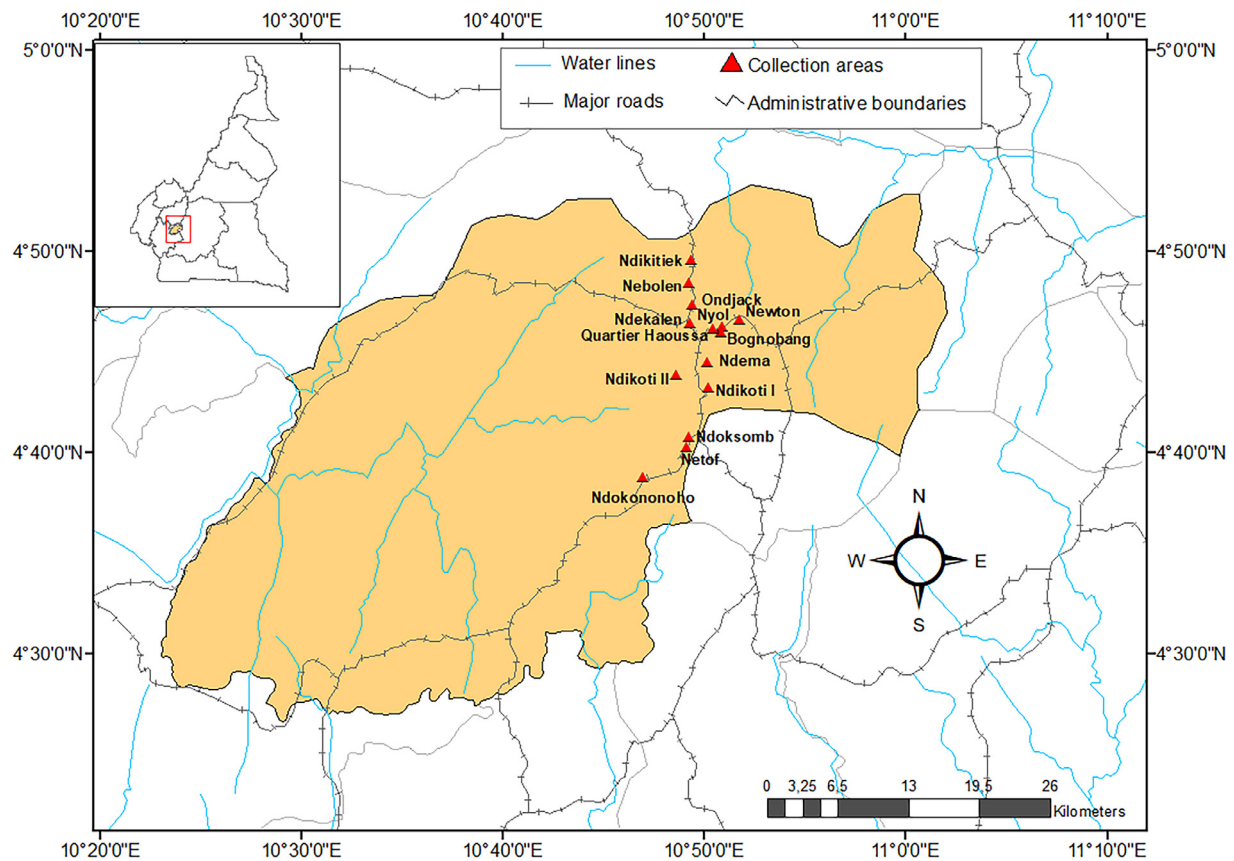 10°20'0"E 10°30'0"E 10°40'0"E 10°50'0"E 11°00'0"E 11°10'0"E
5°0'0"N 5°0'0"N
Water lines Collection areas
Major roads Administrative boundaries
4°50'0"N 4°50'0"N
Ndikitiek
Nebolen
Ondjack
Ndekalen Nyol Newton
Quartier Haoussa Bognobang
Ndema
Ndikoti II Ndikoti I
Ndoksomb
4°40'0"N 4°40'0"N
Netof
Ndokononoho
N
W E
S
4°30'0"N 4°30'0"N
0 3,25 6,5 13 19,5 26
Kilometers
10°20'0"E 10°30'0"E 10°40'0"E 10°50'0"E 11°00'0"E 11°10'0"E